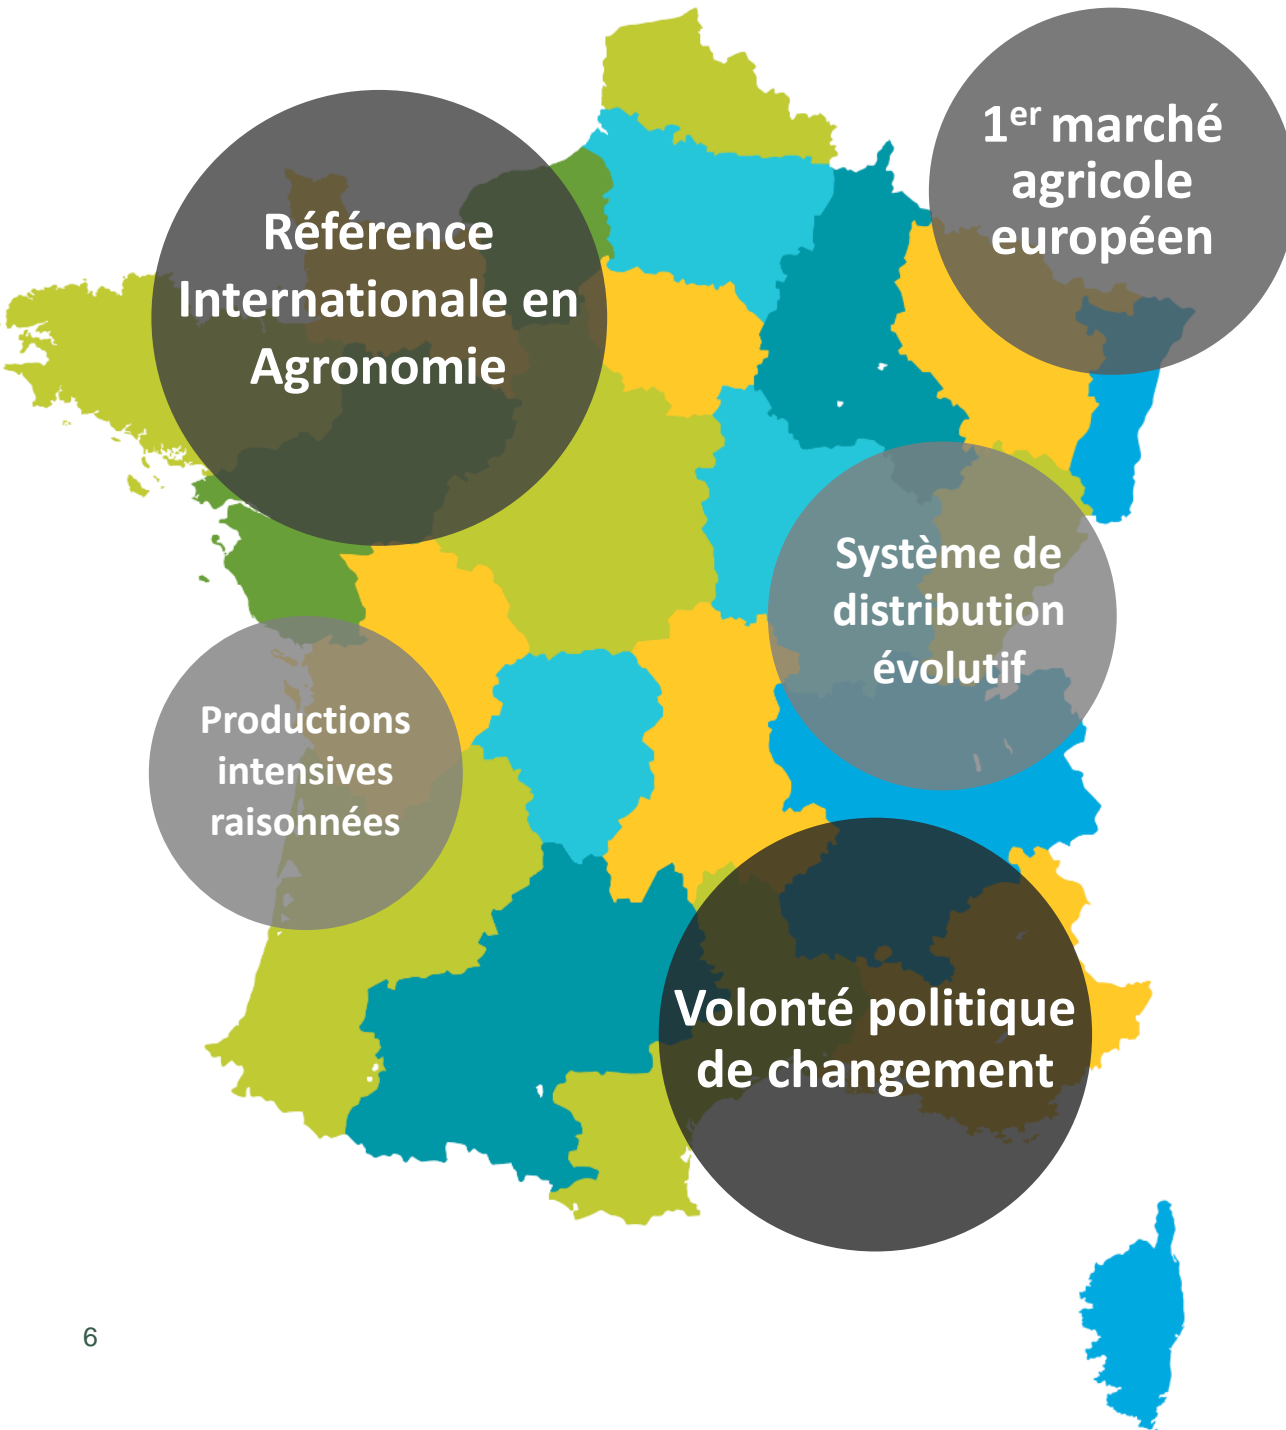 1er marché
agricole
européen
Référence
Internationale en
Agronomie
Système de
distribution
évolutif
Productions
intensives
raisonnées
Volonté politique
de changement
6